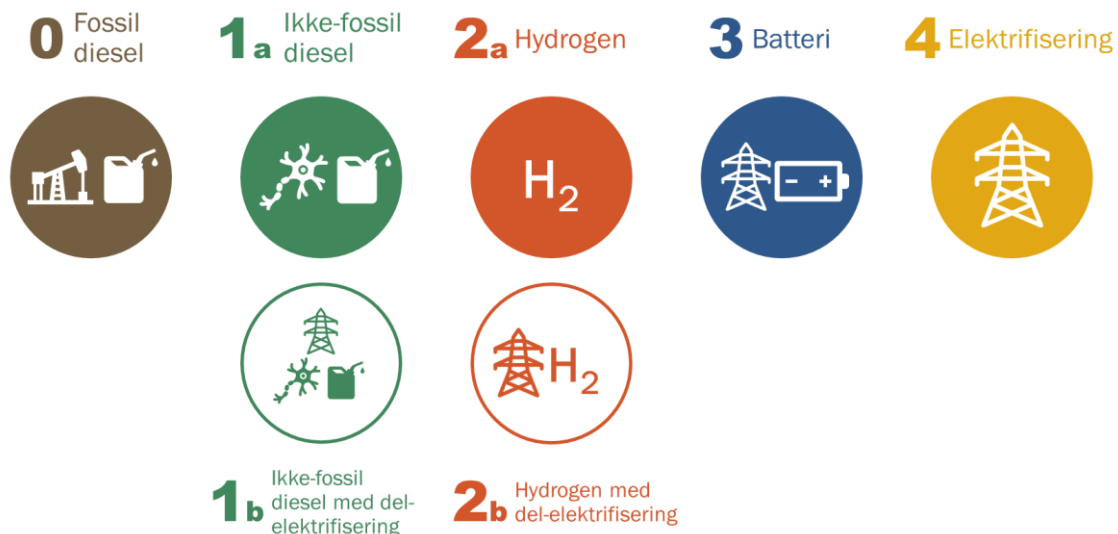 0 Fossil
diesel
1a Ikke-fossil
diesel
2a Hydrogen
3 Batteri
4 Elektrifisering
H2
- +
H2
1b Ikke-fossil
diesel med del-
elektrifisering
2b Hydrogen med
del-elektrifisering